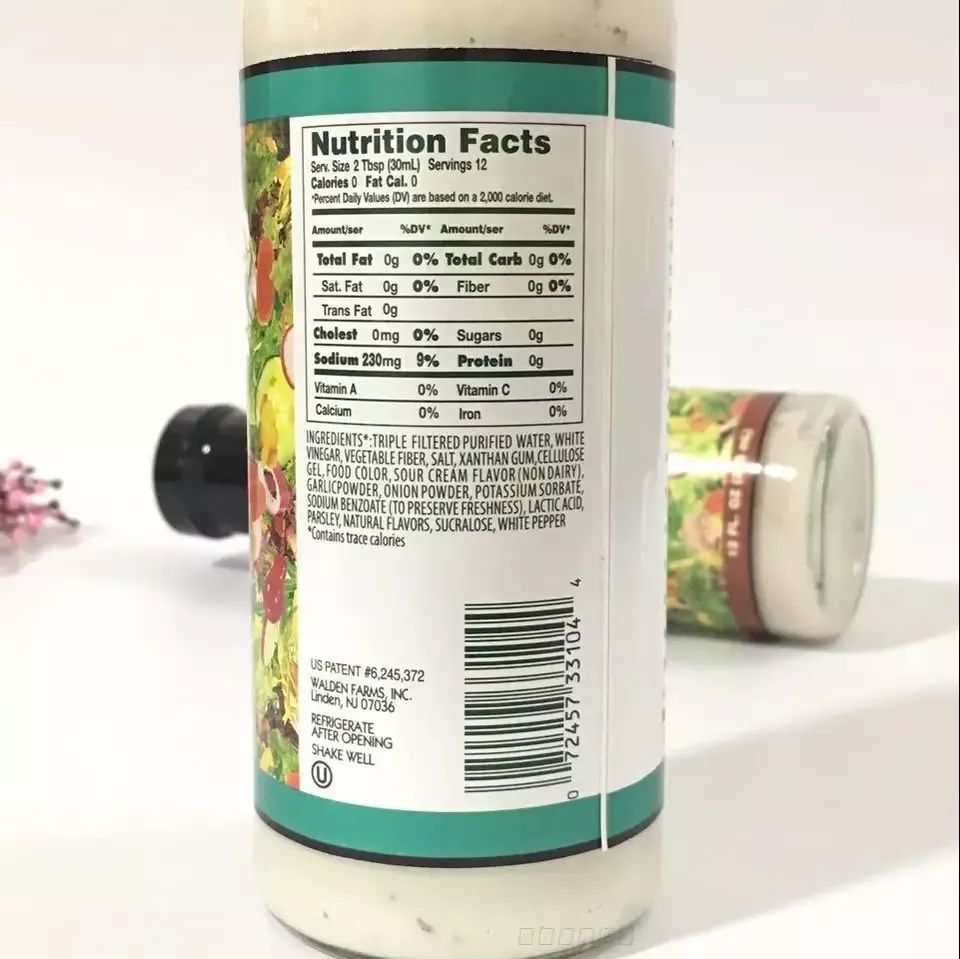 Nutrition Facts
Serv. Size 2 Tbsp (30mL) Servings 12
Calories 0 Fat Cal. 0
*Percent Daily Values (DV) are based on a 2,000 calorie diet.
Amount/ser %DV* Amount/ser %DV*
Total Fat 0g 0% Total Carb 0g 0%
Sat. Fat 0g 0% Fiber 0g 0%
Trans Fat 0g
Cholest 0mg 0% Sugars 0g
Sodium 230mg 9% Protein 0g
Vitamin A 0% Vitamin C 0%
Calcium 0% Iron 0%
INGREDIENTS*:TRIPLE FILTERED PURIFIED WATER, WHITE
VINEGAR, VEGETABLE FIBER, SALT, XANTHAN GUM, CELLULOSE
GEL, FOOD COLOR, SOUR CREAM FLAVOR (NONDAIRY),
GARLICPOWDER, ONION POWDER, POTASSIUM SORBATE,
SODIUM BENZOATE (TO PRESERVE FRESHNESS), LACTIC ACID,
PARSLEY, NATURAL FLAVORS, SUCRALOSE, WHITE PEPPER
*Contains trace calories
US PATENT #6,245,372
WALDEN FARMS, INC.
Linden, NJ 07036
REFRIGERATE
AFTER OPENING
SHAKE WELL
U
0 72457 33104 4
12 FL. OZ